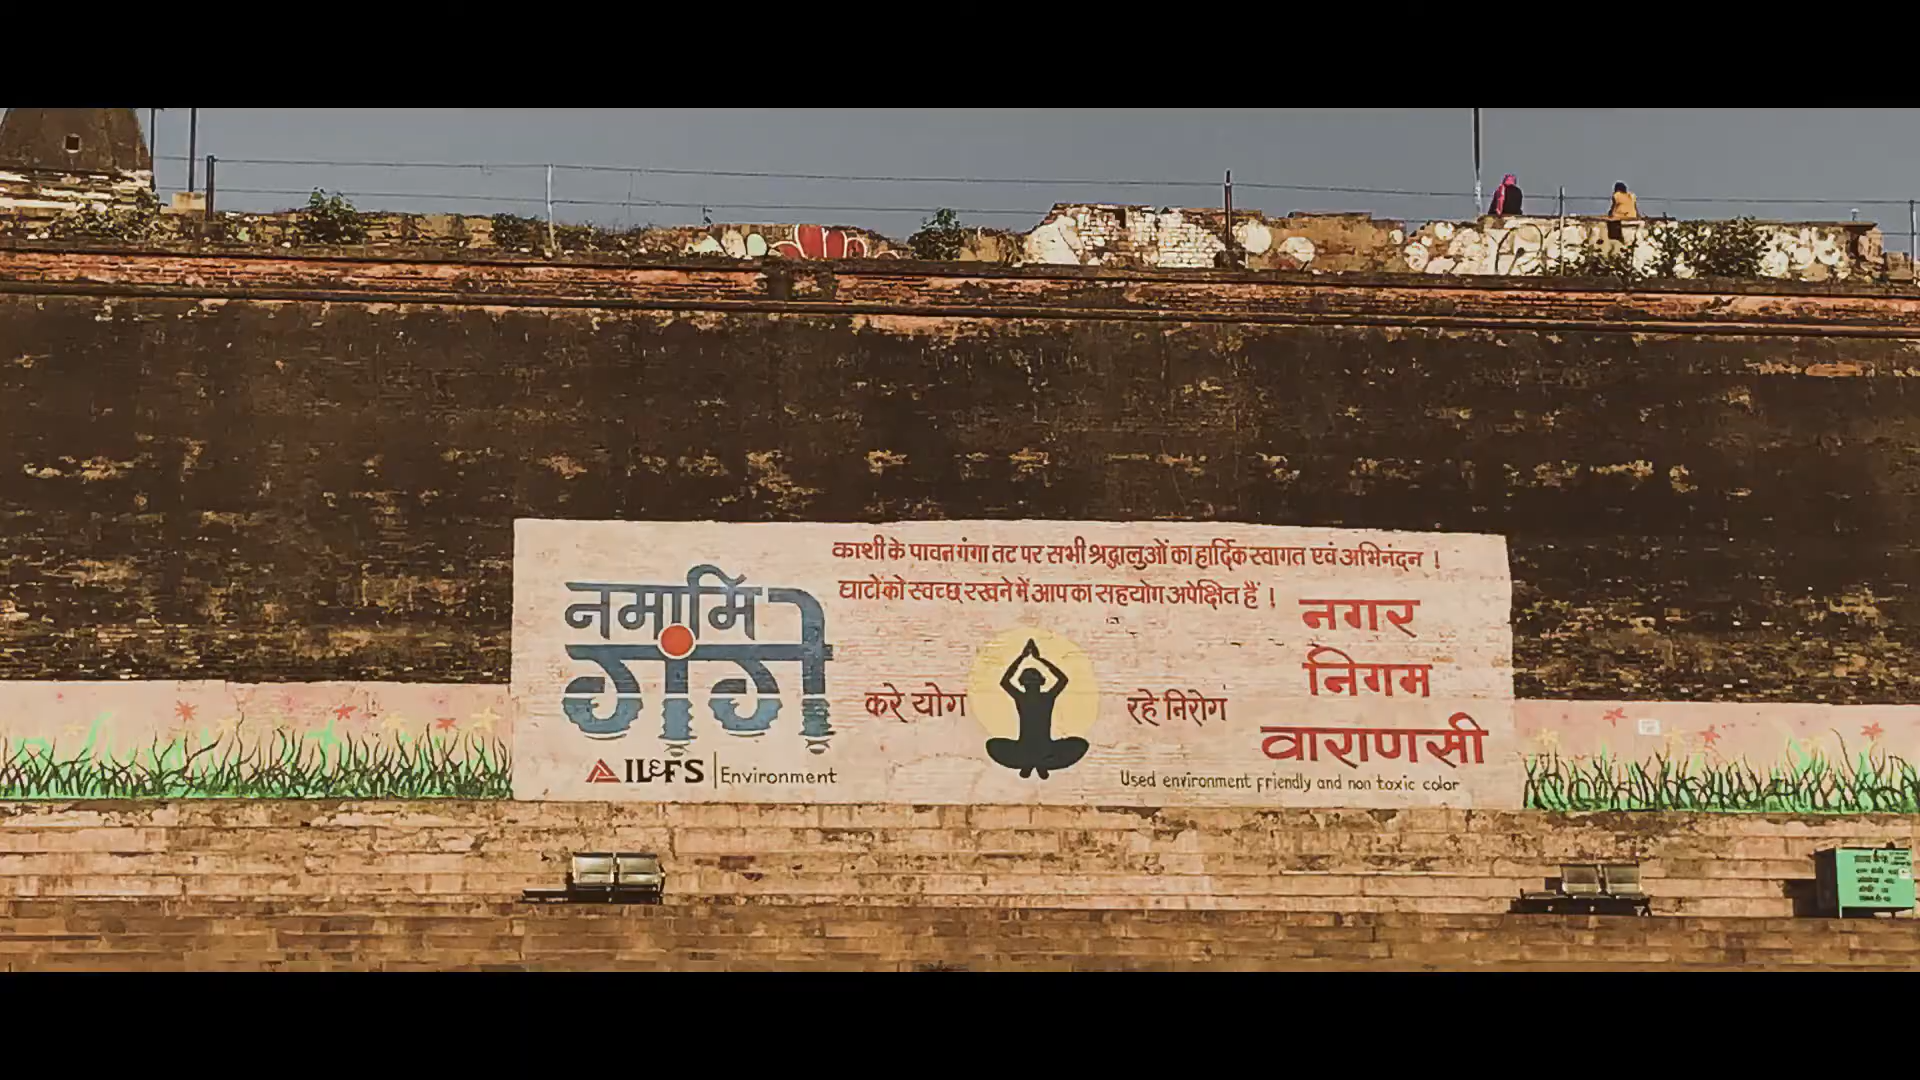 काशी के पावन गंगा तट पर सभी श्रद्धालुओं का हार्दिक स्वागत एवं अभिनंदन !
घाटों को स्वच्छ रखने में आप का सहयोग अपेक्षित हैं !
नमामि
गंगे
नगर
निगम
वाराणसी
करे योग
रहे निरोग
IL&FS | Environment
Used environment friendly and non toxic color